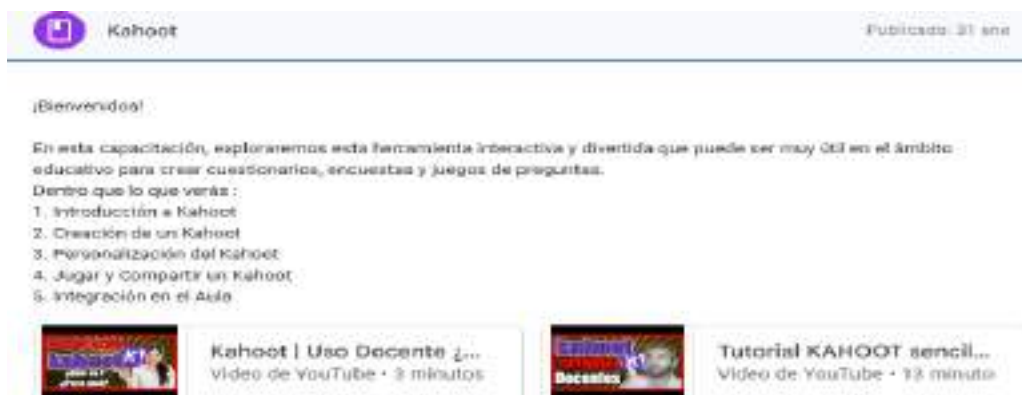 Kahoot
Publicado: 21 ene
¡Bienvenidos!
En esta capacitación, exploraremos esta herramienta interactiva y divertida que puede ser muy útil en el ámbito
educativo para crear cuestionarios, encuestas y juegos de preguntas.
Dentro que lo que verás :
1. Introducción a Kahoot
2. Creación de un Kahoot
3. Personalización del Kahoot
4. Jugar y Compartir un Kahoot
5. Integración en el Aula
Kahoot | Uso Docente ¿...
Video de YouTube • 3 minutos
Docentes
Tutorial KAHOOT sencil...
Video de YouTube • 13 minuto